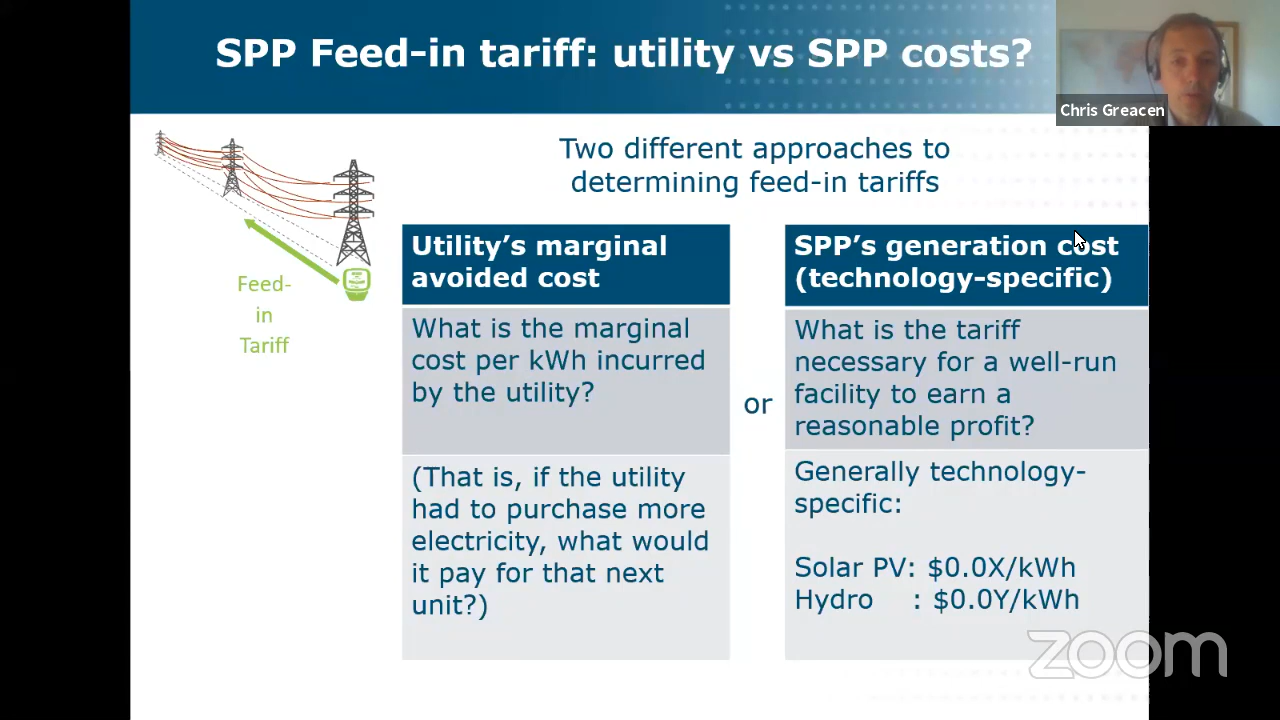 SPP Feed-in tariff: utility vs SPP costs?
Chris Greacen
Two different approaches to
determining feed-in tariffs
Feed-
in
Tariff
Utility's marginal
avoided cost
What is the marginal
cost per kWh incurred
by the utility?
(That is, if the utility
had to purchase more
electricity, what would
it pay for that next
unit?)
or
SPP's generation cost
(technology-specific)
What is the tariff
necessary for a well-run
facility to earn a
reasonable profit?
Generally technology-
specific:
Solar PV: $0.0X/kWh
Hydro : $0.0Y/kWh
zoom